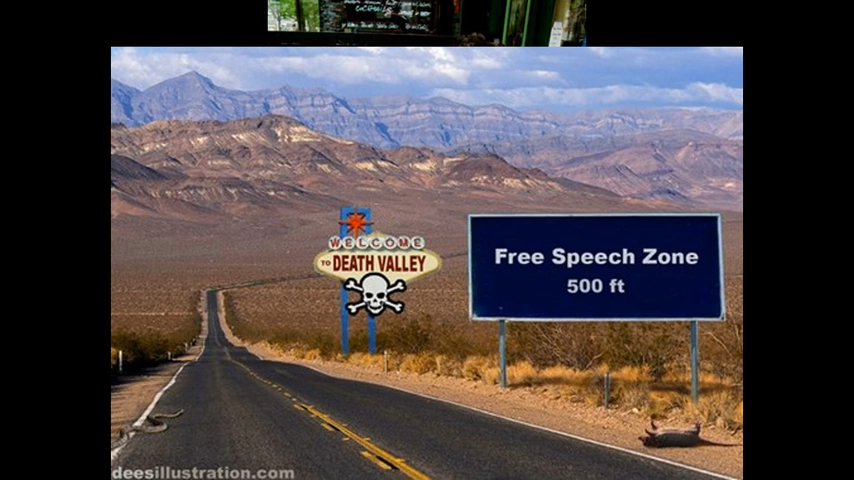 WELCOME
TO DEATH VALLEY
Free Speech Zone
500 ft
deesillustration.com